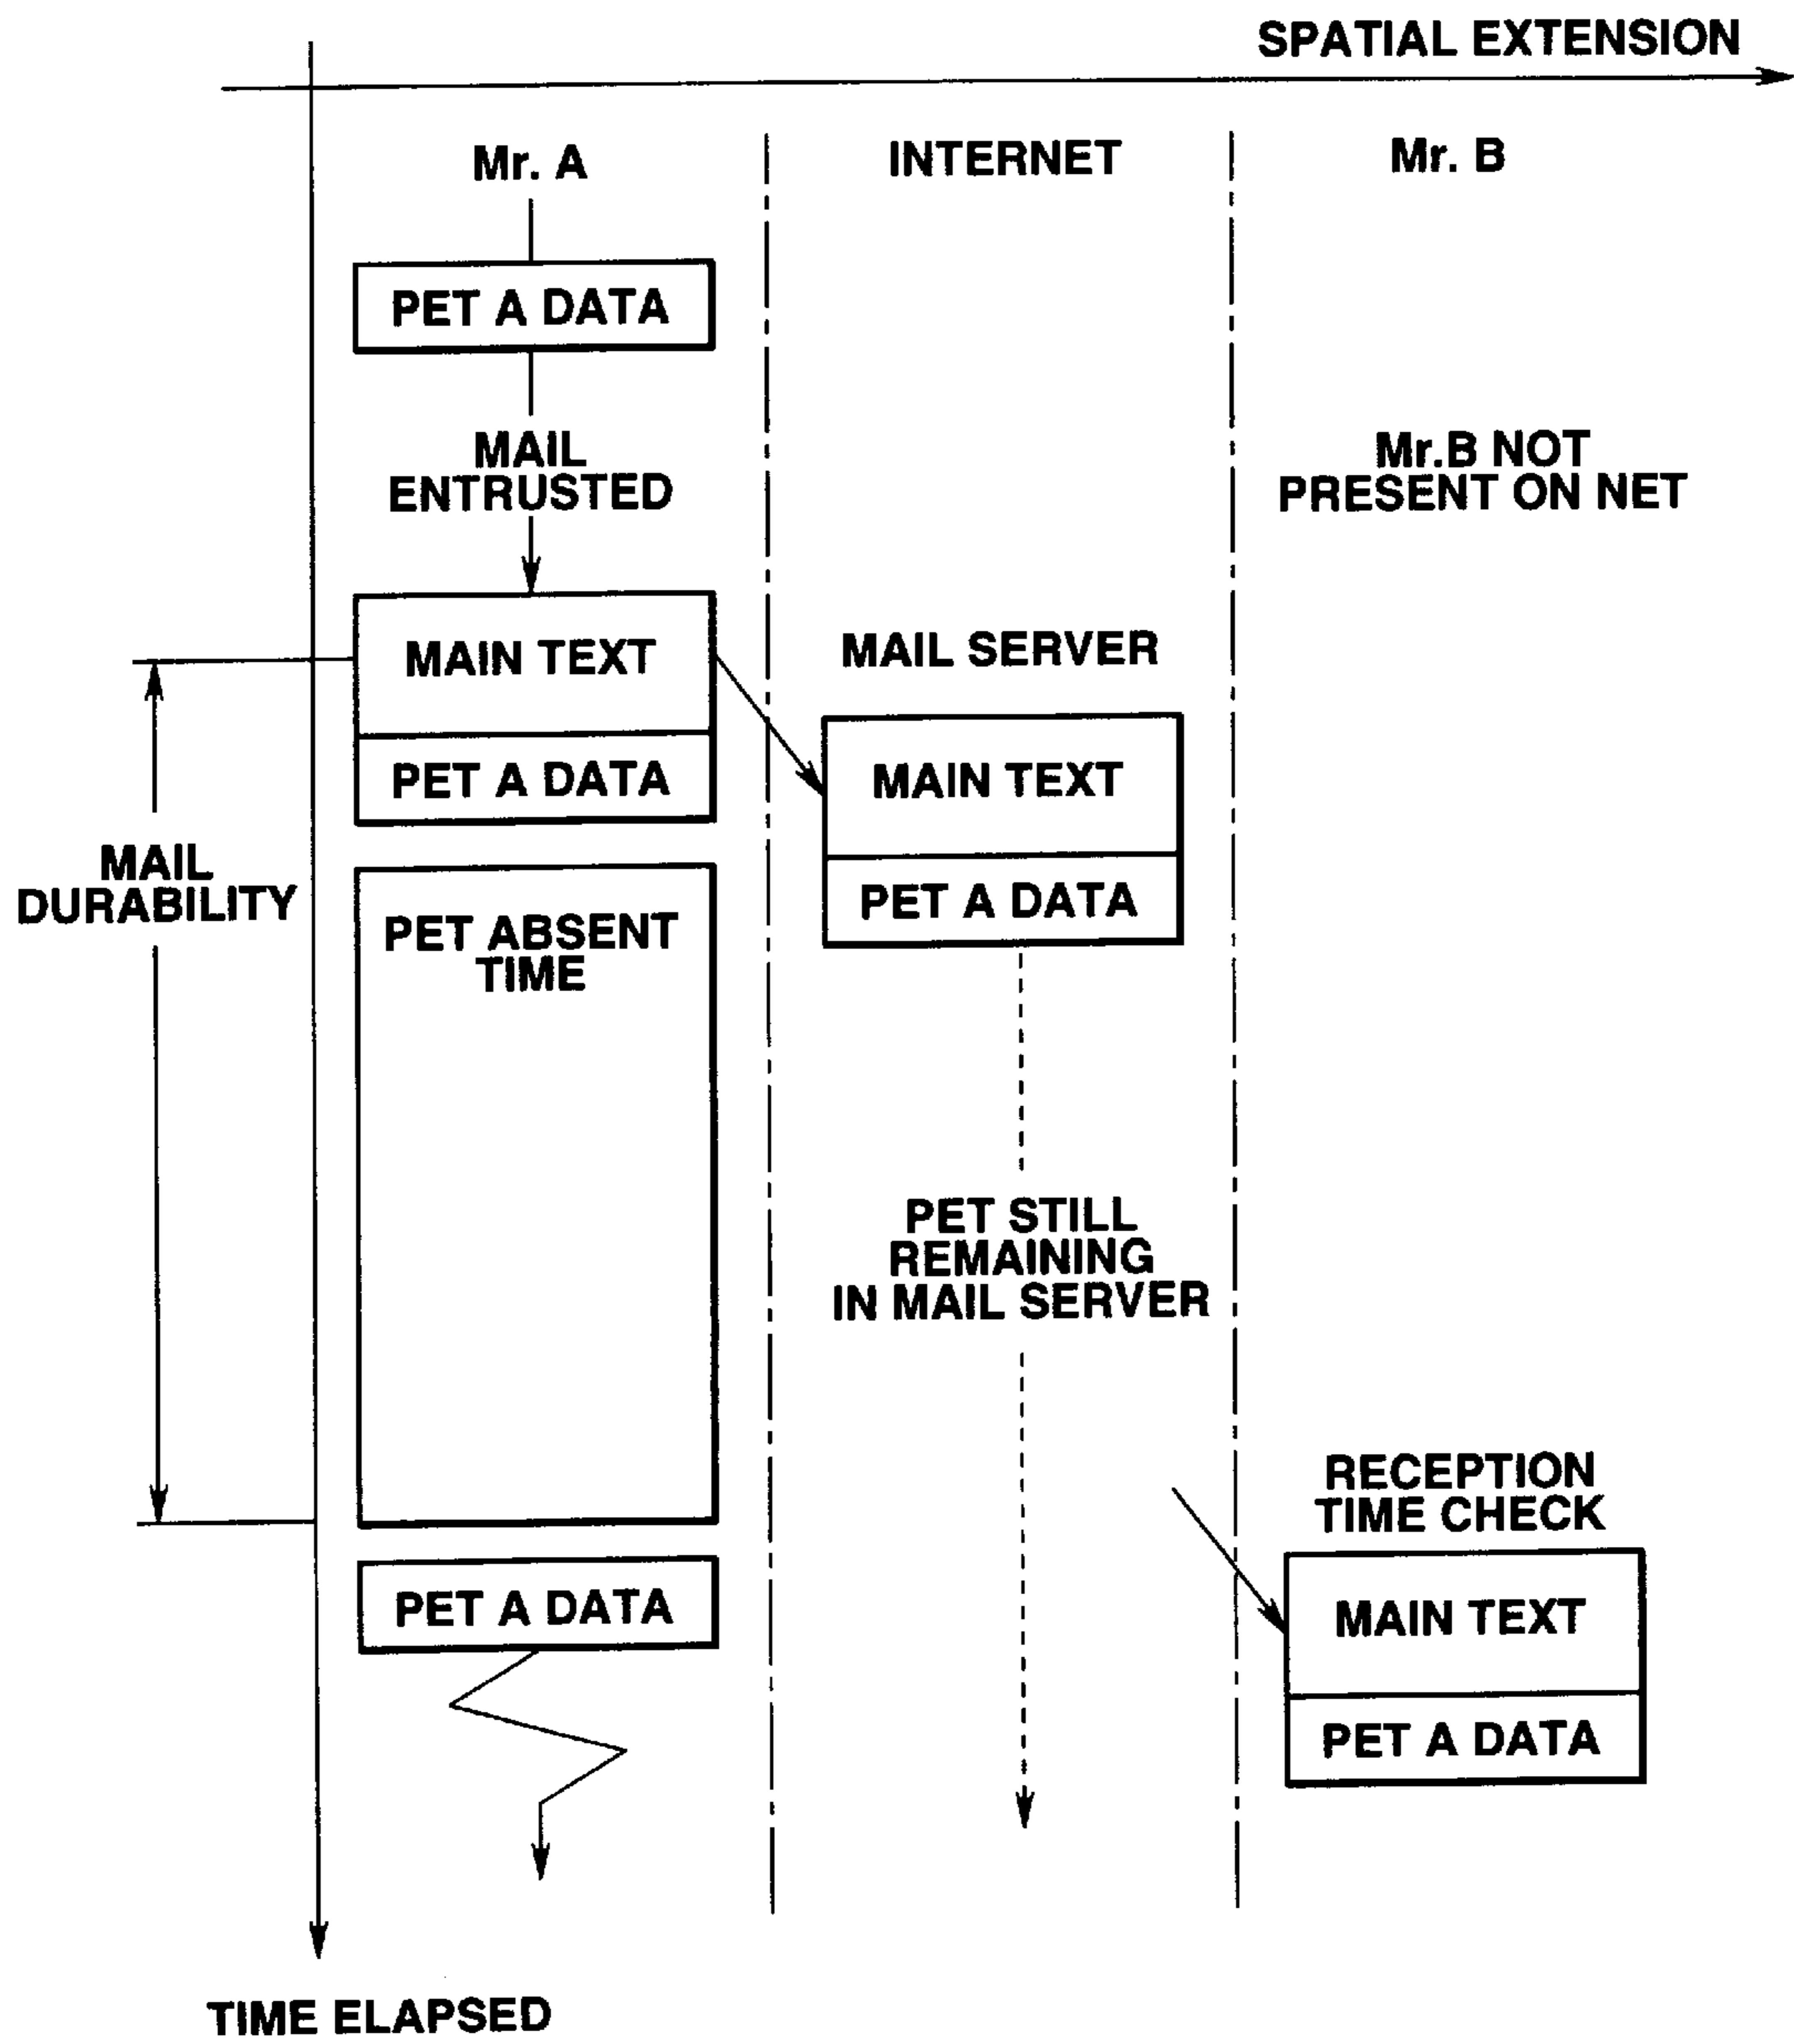 SPATIAL EXTENSION
Mr. A
INTERNET
Mr. B
PET A DATA
MAIL
ENTRUSTED
Mr.B NOT
PRESENT ON NET
MAIN TEXT
PET A DATA
MAIL SERVER
MAIN TEXT
PET A DATA
MAIL
DURABILITY
PET ABSENT
TIME
PET STILL
REMAINING
IN MAIL SERVER
RECEPTION
TIME CHECK
MAIN TEXT
PET A DATA
PET A DATA
TIME ELAPSED